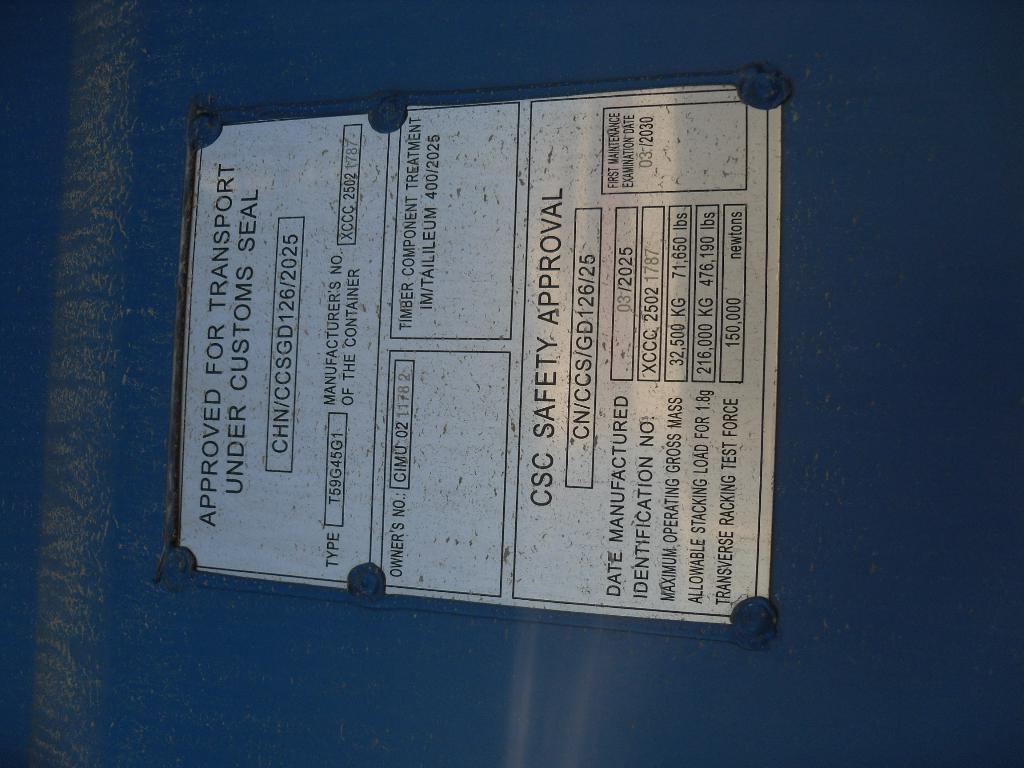 APPROVED FOR TRANSPORT
UNDER CUSTOMS SEAL
CHN/CCSGD126/2025
TYPE T59G45G1 MANUFACTURER'S NO. OF THE CONTAINER XCCC 2502 1787
OWNER'S NO.: CIMU 02 1178 2
TIMBER COMPONENT TREATMENT
IM/TAILILEUM 400/2025
CSC SAFETY APPROVAL
CN/CCS/GD126/25
DATE MANUFACTURED 03/2025
IDENTIFICATION NO. XCCC 2502 1787
MAXIMUM OPERATING GROSS MASS 32,500 KG 71,650 lbs
ALLOWABLE STACKING LOAD FOR 1.8g 216,000 KG 476,190 lbs
TRANSVERSE RACKING TEST FORCE 150,000 newtons
FIRST MAINTENANCE
EXAMINATION DATE
03/2030